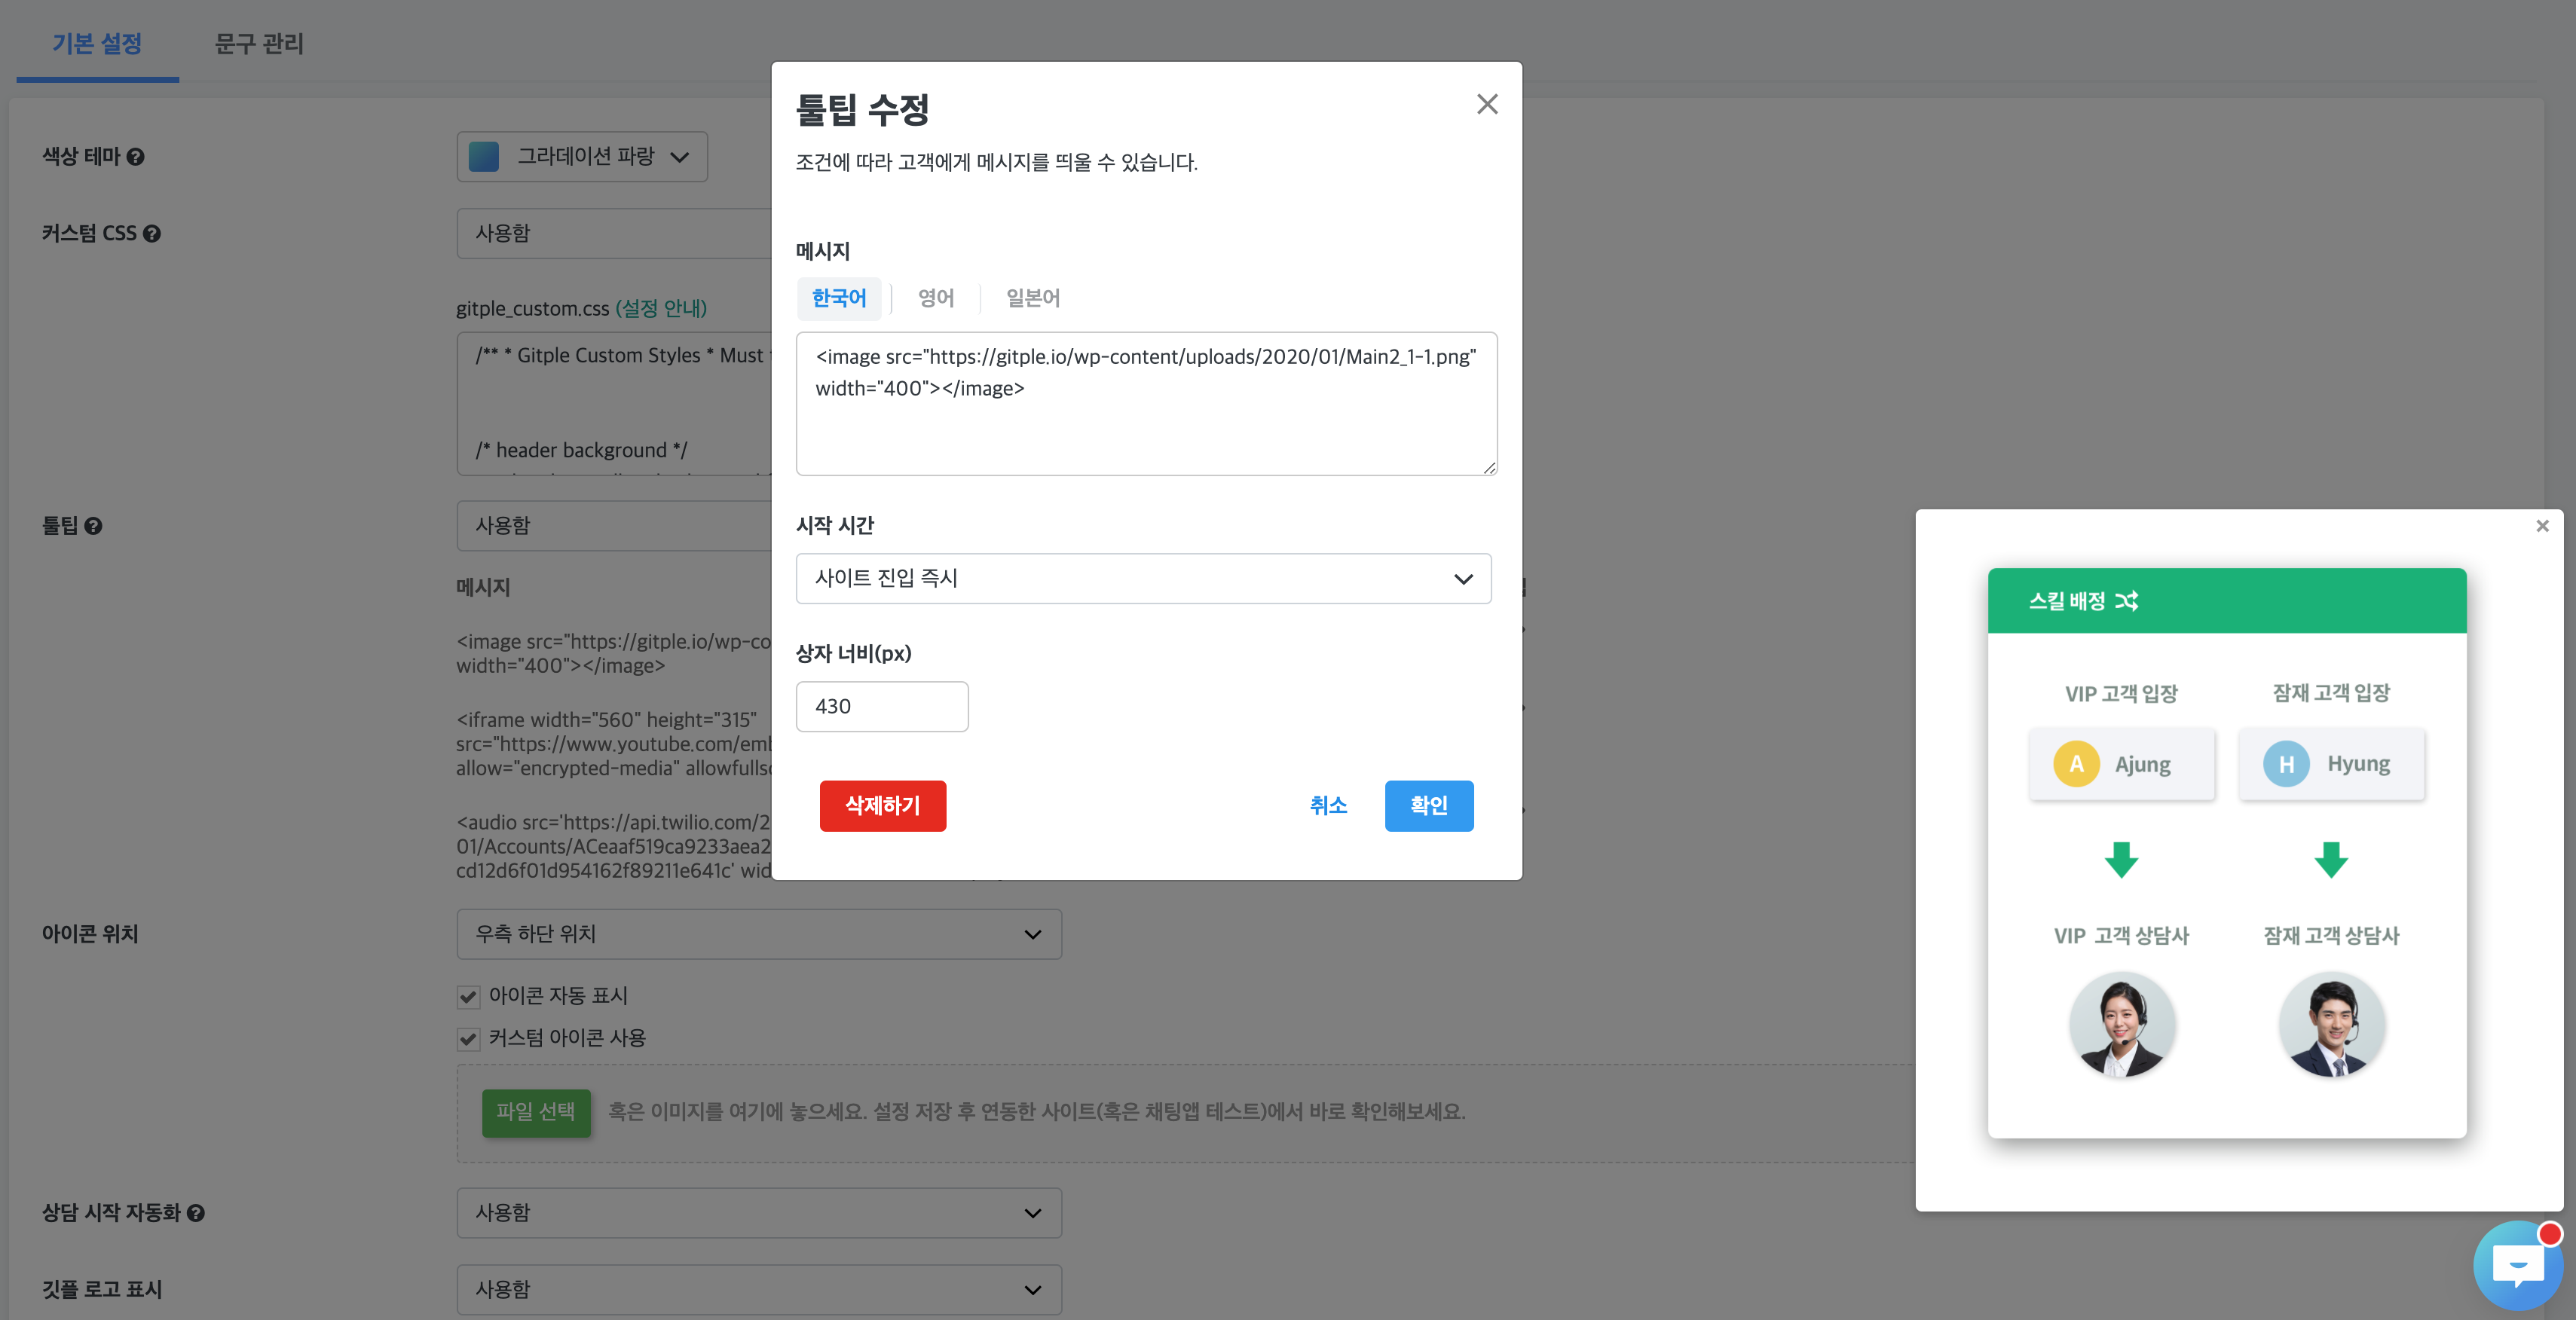 기본 설정
문구 관리
색상 테마
그라데이션 파랑
커스텀 CSS
사용함
gitple_custom.css (설정 안내)
/** * Gitple Custom Styles * Must
/* header background */
툴팁
사용함
메시지
<image src="https://gitple.io/wp-co
width="400"></image>
<iframe width="560" height="315"
src="https://www.youtube.com/emb
allow="encrypted-media" allowfullsc
<audio src='https://api.twilio.com/2
01/Accounts/ACeaaf519ca9233aea2
cd12d6f01d954162f89211e641c' wid
아이콘 위치
우측 하단 위치
아이콘 자동 표시
커스텀 아이콘 사용
파일 선택
혹은 이미지를 여기에 놓으세요. 설정 저장 후 연동한 사이트(혹은 채팅앱 테스트)에서 바로 확인해보세요.
상담 시작 자동화
사용함
깃플 로고 표시
사용함
툴팁 수정
조건에 따라 고객에게 메시지를 띄울 수 있습니다.
메시지
한국어
영어
일본어
<image src="https://gitple.io/wp-content/uploads/2020/01/Main2_1-1.png"
width="400"></image>
시작 시간
사이트 진입 즉시
상자 너비(px)
430
삭제하기
취소
확인
스킬 배정
VIP 고객 입장
잠재 고객 입장
A Ajung
H Hyung
VIP 고객 상담사
잠재 고객 상담사